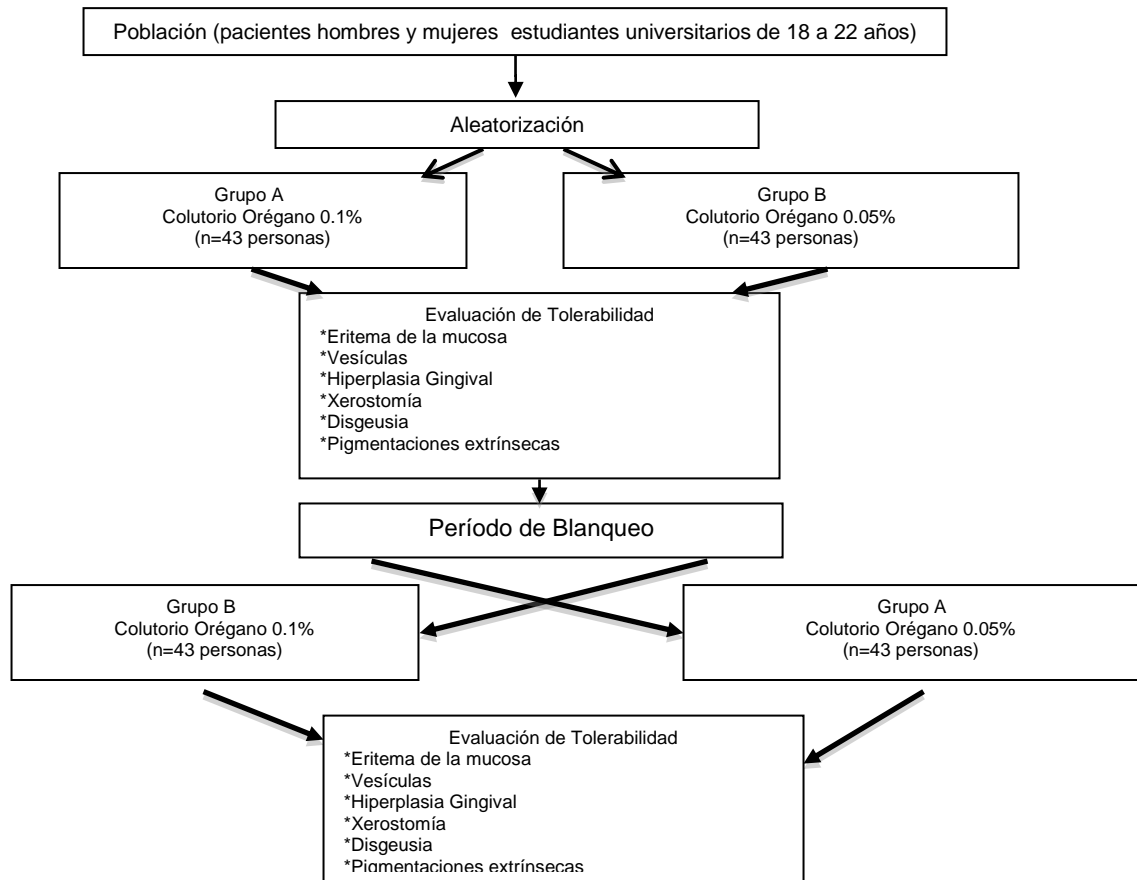 Población (pacientes hombres y mujeres estudiantes universitarios de 18 a 22 años)
Aleatorización
Grupo A
Colutorio Orégano 0.1%
(n=43 personas)
Grupo B
Colutorio Orégano 0.05%
(n=43 personas)
Evaluación de Tolerabilidad
*Eritema de la mucosa
*Vesículas
*Hiperplasia Gingival
*Xerostomía
*Disgeusia
*Pigmentaciones extrínsecas
Período de Blanqueo
Grupo B
Colutorio Orégano 0.1%
(n=43 personas)
Grupo A
Colutorio Orégano 0.05%
(n=43 personas)
Evaluación de Tolerabilidad
*Eritema de la mucosa
*Vesículas
*Hiperplasia Gingival
*Xerostomía
*Disgeusia
*Pigmentaciones extrínsecas